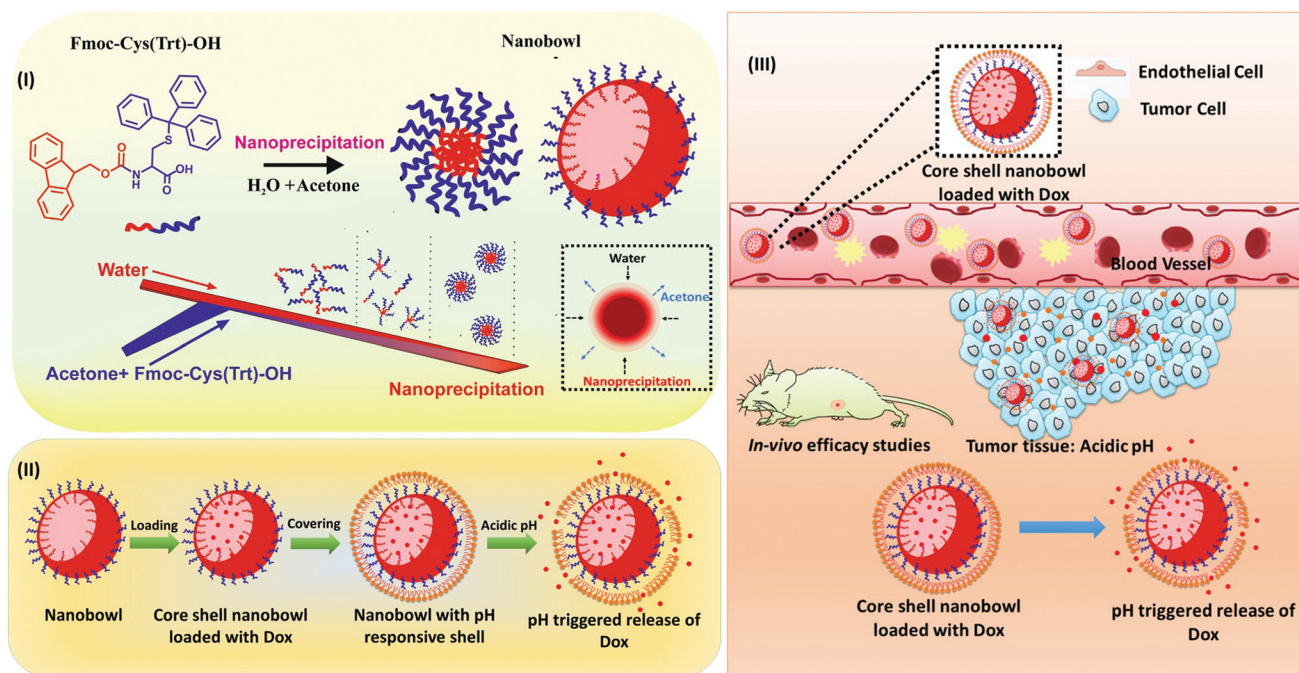 (I)
Fmoc-Cys(Trt)-OH
Nanobowl
S
O
O
N
H
O
OH
Nanoprecipitation
H₂O +Acetone
Water
Acetone+ Fmoc-Cys(Trt)-OH
Nanoprecipitation
Water
Acetone
Nanoprecipitation
(II)
Loading
Covering
Acidic pH
Nanobowl
Core shell nanobowl
loaded with Dox
Nanobowl with pH
responsive shell
pH triggered release of
Dox
(III)
Endothelial Cell
Tumor Cell
Core shell nanobowl
loaded with Dox
Blood Vessel
In-vivo efficacy studies
Tumor tissue: Acidic pH
Core shell nanobowl
loaded with Dox
pH triggered release of
Dox